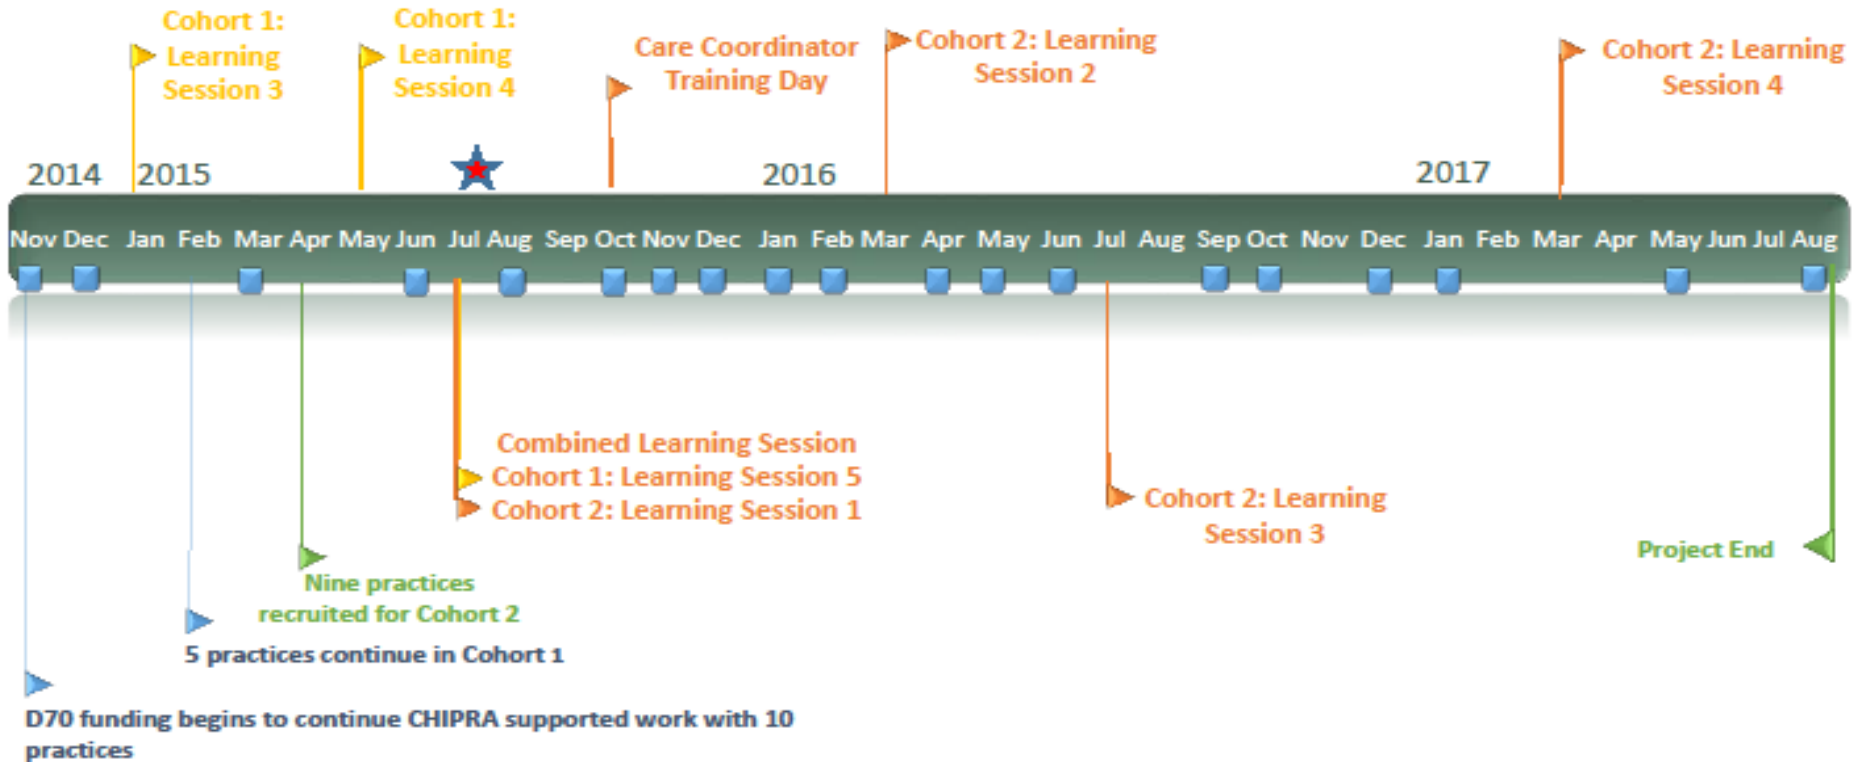 Cohort 1:
Learning
Session 3
Cohort 1:
Learning
Session 4
Care Coordinator
Training Day
Cohort 2: Learning
Session 2
Cohort 2: Learning
Session 4
2014 2015 2016 2017
Nov Dec Jan Feb Mar Apr May Jun Jul Aug Sep Oct Nov Dec Jan Feb Mar Apr May Jun Jul Aug Sep Oct Nov Dec Jan Feb Mar Apr May Jun Jul Aug
Combined Learning Session
Cohort 1: Learning Session 5
Cohort 2: Learning Session 1
Cohort 2: Learning
Session 3
Project End
Nine practices
recruited for Cohort 2
5 practices continue in Cohort 1
D70 funding begins to continue CHIPRA supported work with 10
practices